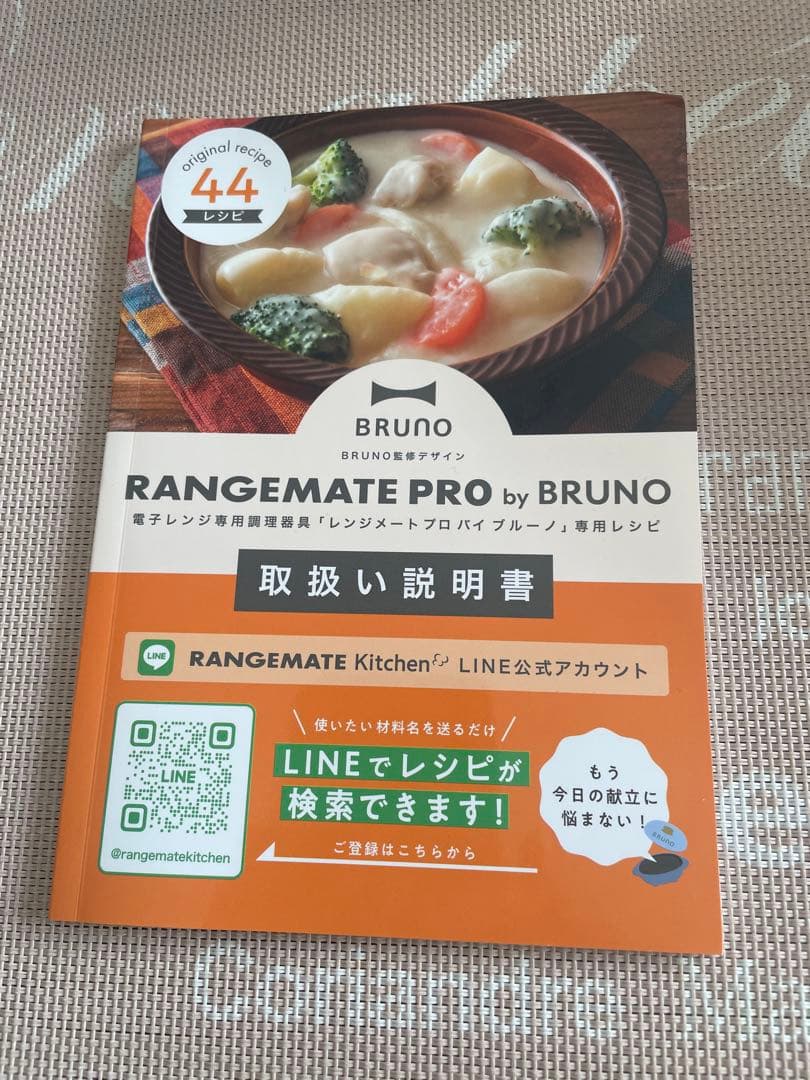 original recipe
44
レシピ
BRUNO
BRUNO監修デザイン
RANGEMATE PRO by BRUNO
電子レンジ専用調理器具「レンジメート プロ バイ ブルーノ」専用レシピ
取扱い説明書
LINE
RANGEMATE Kitchen LINE公式アカウント
使いたい材料名を送るだけ
LINEでレシピが
検索できます!
LINE
@rangematekitchen
ご登録はこちらから
もう
今日の献立に
悩まない!
BRUNO
Coriandre